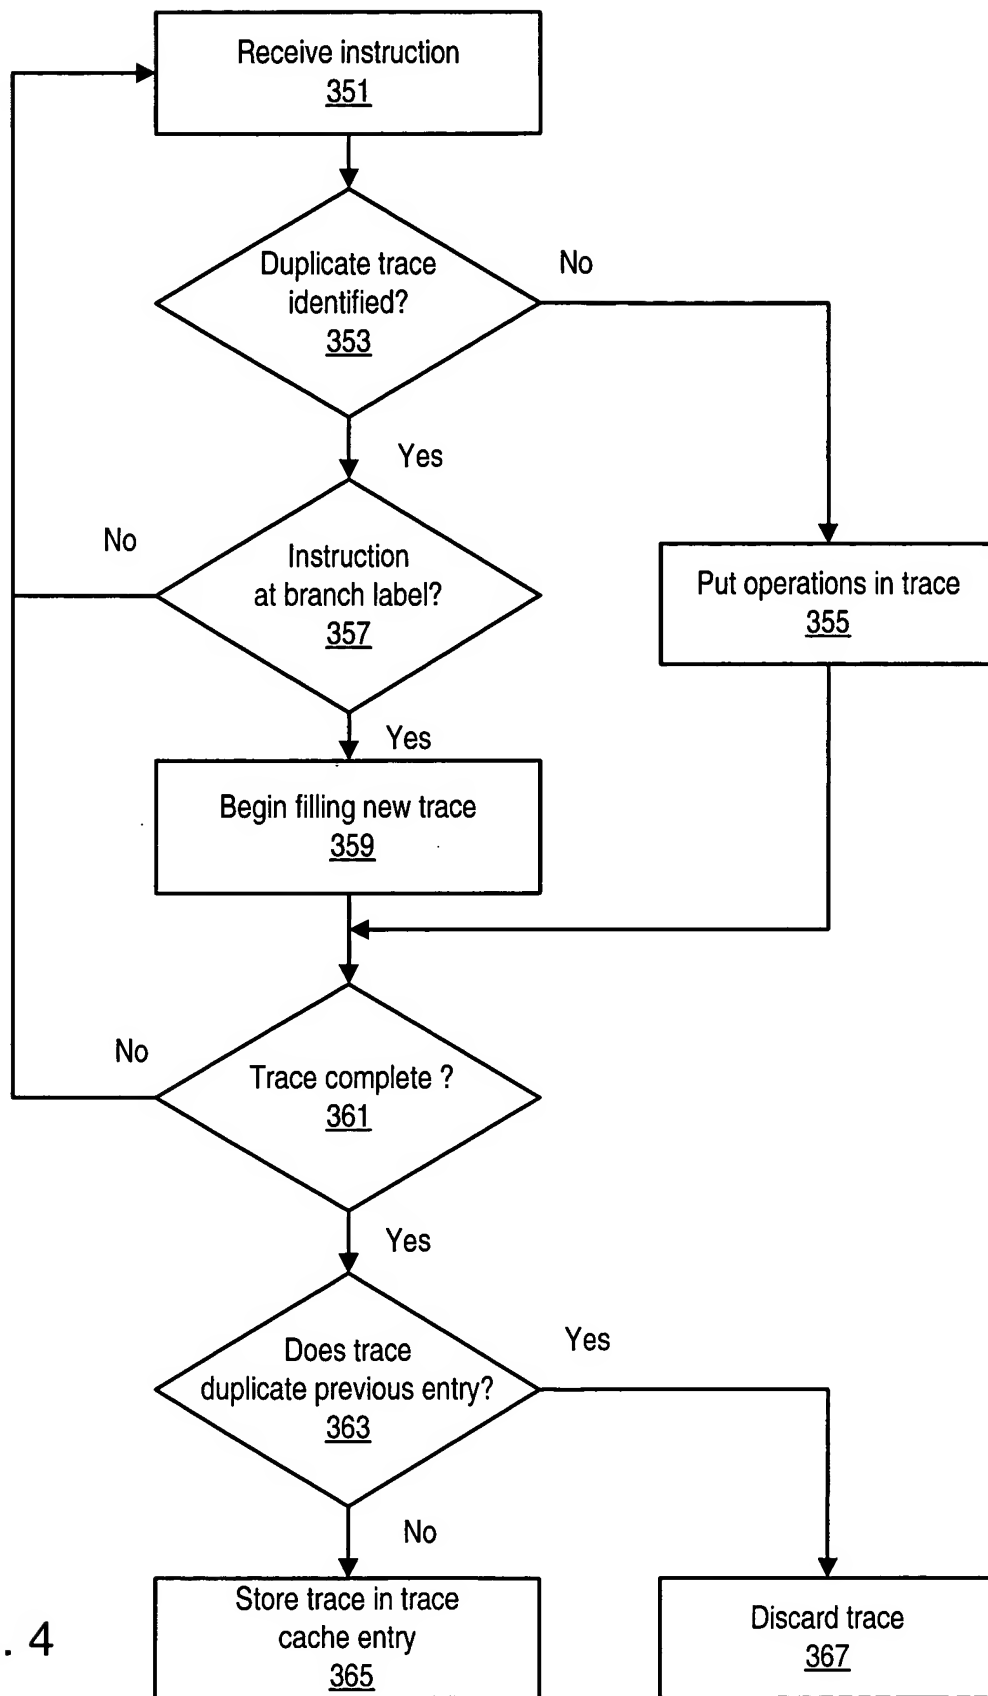 Receive instruction
351
Duplicate trace
identified?
353
No
Yes
Instruction
at branch label?
357
No
Put operations in trace
355
Yes
Begin filling new trace
359
Trace complete ?
361
No
Yes
Does trace
duplicate previous entry?
363
Yes
No
Store trace in trace
cache entry
365
Discard trace
367
. 4